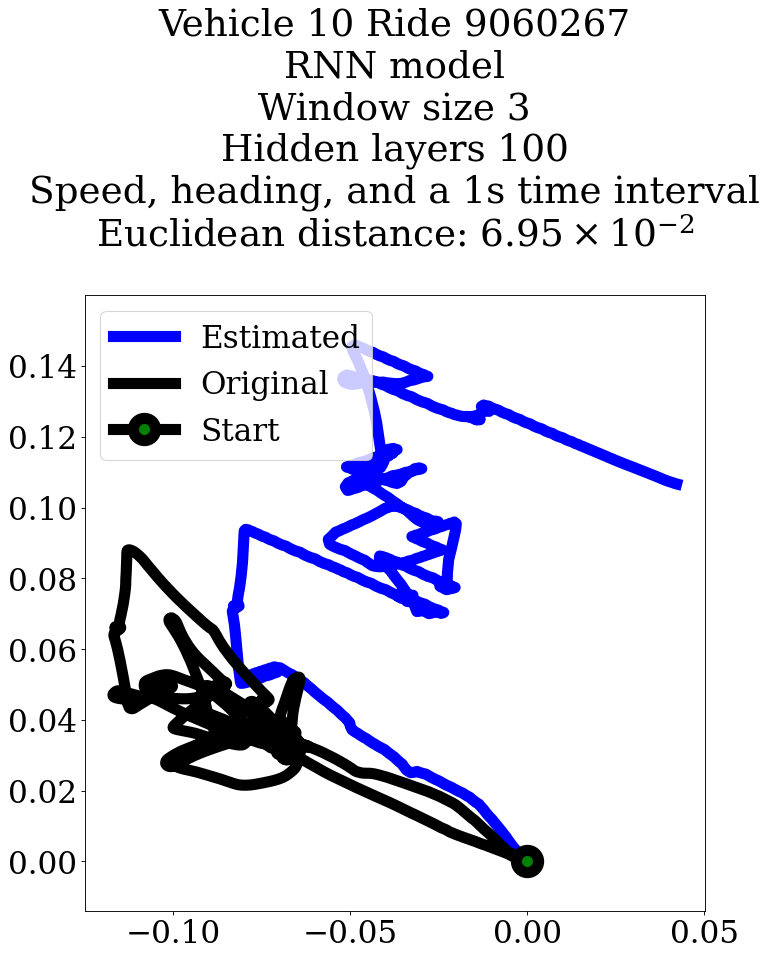 Vehicle 10 Ride 9060267
RNN model
Window size 3
Hidden layers 100
Speed, heading, and a 1s time interval
Euclidean distance: 6.95 × 10⁻²
Estimated
Original
Start
0.14
0.12
0.10
0.08
0.06
0.04
0.02
0.00
−0.10 −0.05 0.00 0.05